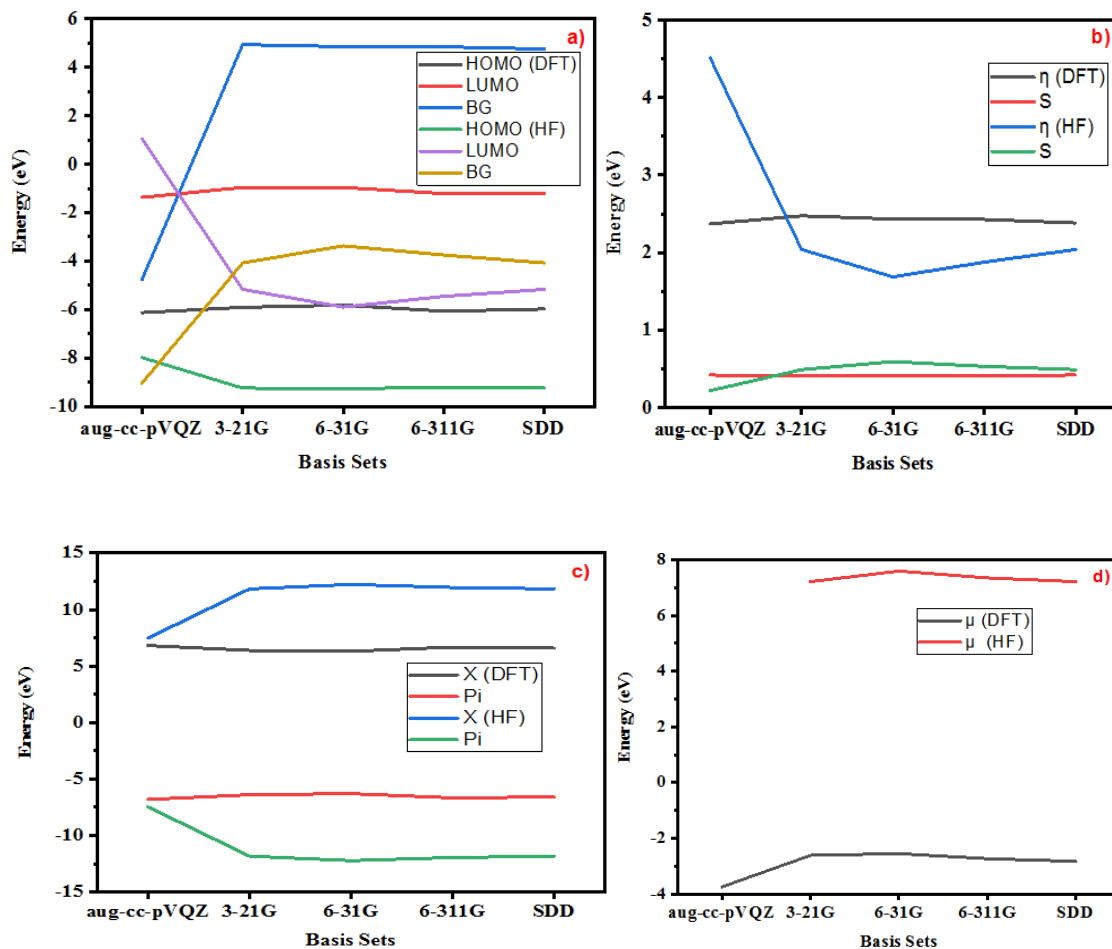 a)
6
4
2
0
-2
-4
-6
-8
-10
Energy (eV)
HOMO (DFT)
LUMO
BG
HOMO (HF)
LUMO
BG
aug-cc-pVQZ 3-21G 6-31G 6-311G SDD
Basis Sets
b)
5
4
3
2
1
0
Energy (eV)
η (DFT)
S
η (HF)
S
aug-cc-pVQZ 3-21G 6-31G 6-311G SDD
Basis Sets
c)
15
10
5
0
-5
-10
-15
Energy (eV)
X (DFT)
Pi
X (HF)
Pi
aug-cc-pVQZ 3-21G 6-31G 6-311G SDD
Basis Sets
d)
8
6
4
2
0
-2
-4
Energy (eV)
μ (DFT)
μ (HF)
aug-cc-pVQZ 3-21G 6-31G 6-311G SDD
Basis Sets